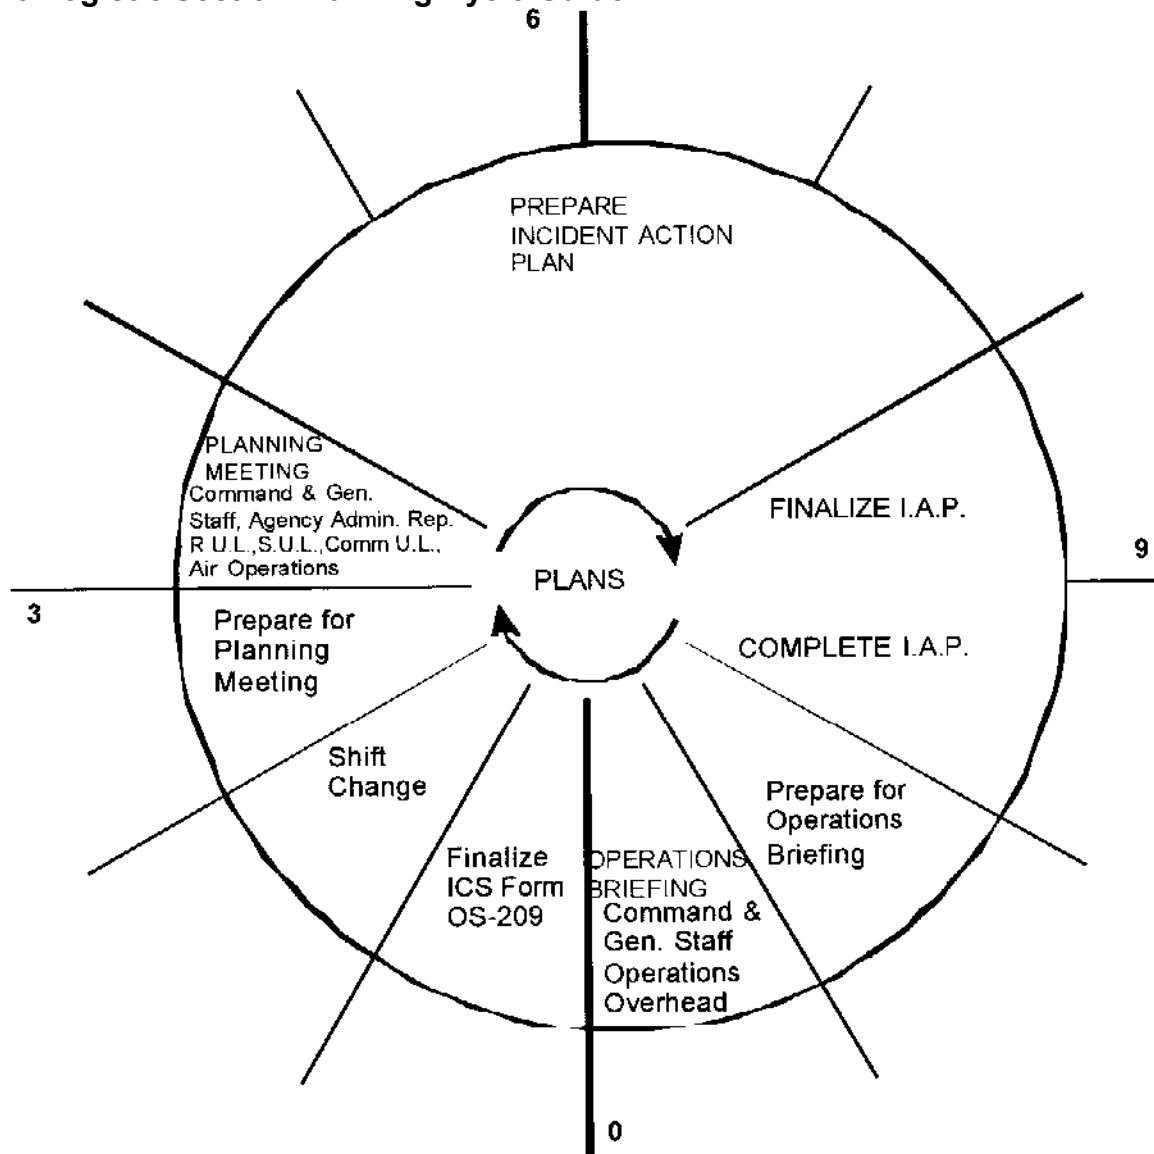 6
PREPARE
INCIDENT ACTION
PLAN
PLANNING
MEETING
Command & Gen.
Staff, Agency Admin. Rep.
R U.L.,S.U.L.,Comm U.L.,
Air Operations
FINALIZE I.A.P.
9
PLANS
3
Prepare for
Planning
Meeting
COMPLETE I.A.P.
Shift
Change
Prepare for
Operations
Briefing
Finalize
ICS Form
OS-209
OPERATIONS
BRIEFING
Command &
Gen. Staff
Operations
Overhead
0